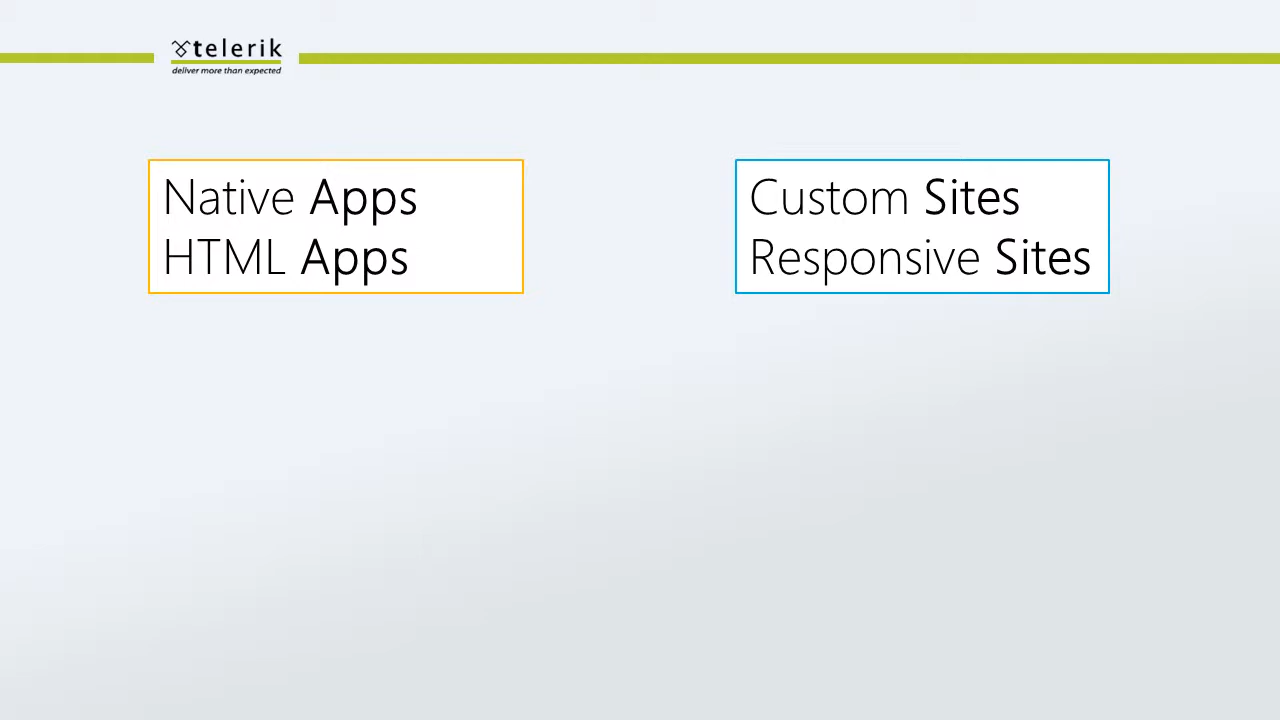 telerik
deliver more than expected
Native Apps
HTML Apps
Custom Sites
Responsive Sites